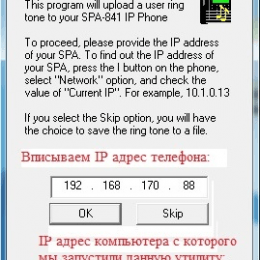 This program will upload a user ring
tone to your SPA-841 IP Phone
To proceed, please provide the IP address
of your SPA. To find out the IP address of
your SPA, press the I button on the phone,
select "Network" option, and check the
value of "Current IP". For example, 10.1.0.13
If you select the Skip option, you will have
the choice to save the ring tone to a file.
Вписываем IP адрес телефона:
192 . 168 . 170 . 88
OK Skip
IP адрес компьютера с которого
мы запустили данную утилиту: